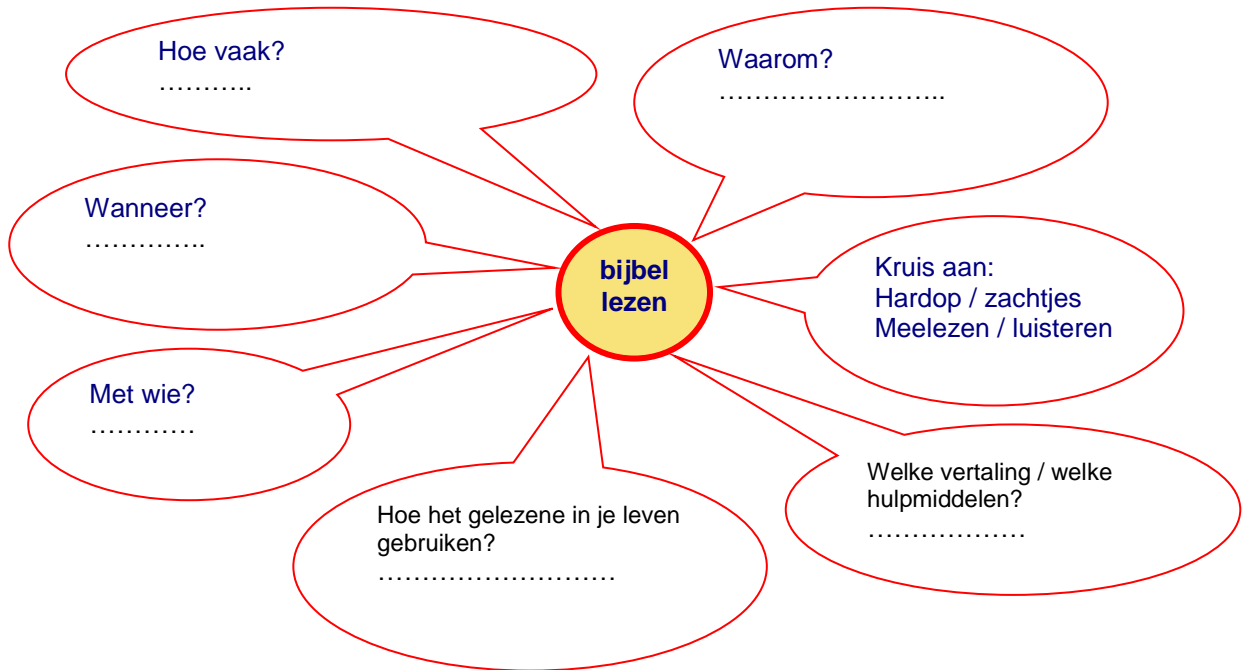 Hoe vaak?
………..
Waarom?
……………………..
Wanneer?
…………..
bijbel
lezen
Kruis aan:
Hardop / zachtjes
Meelezen / luisteren
Met wie?
…………
Welke vertaling / welke
hulpmiddelen?
………………
Hoe het gelezene in je leven
gebruiken?
………………………